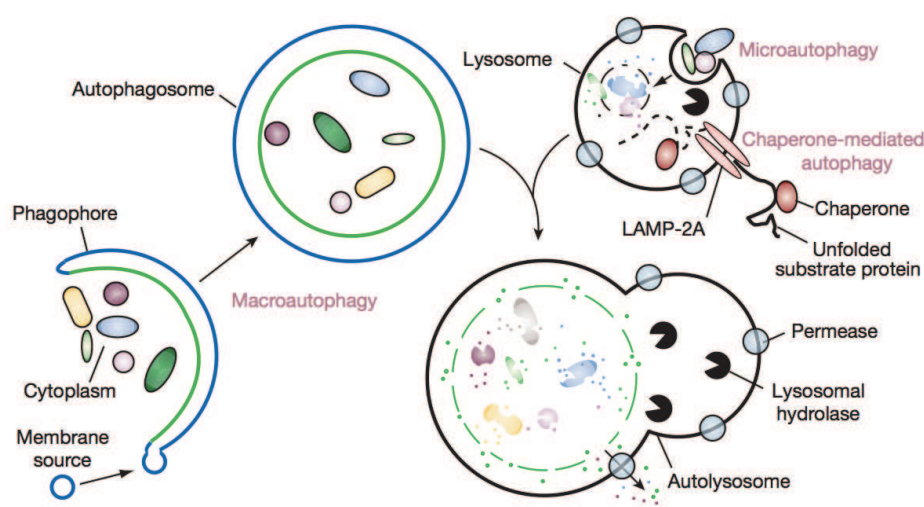 Lysosome
Microautophagy
Autophagosome
Chaperone-mediated
autophagy
LAMP-2A
Chaperone
Unfolded
substrate protein
Phagophore
Macroautophagy
Cytoplasm
Membrane
source
Permease
Lysosomal
hydrolase
Autolysosome